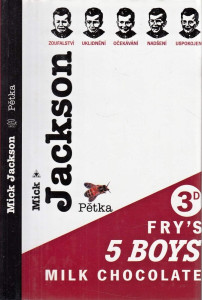 Mick Jackson Pětka
ZOUFALSTVÍ UKLIDNĚNÍ OČEKÁVÁNÍ NADŠENÍ USPOKOJENÍ
Mick
Jackson
Pětka
3D
FRY'S
5 BOYS
MILK CHOCOLATE